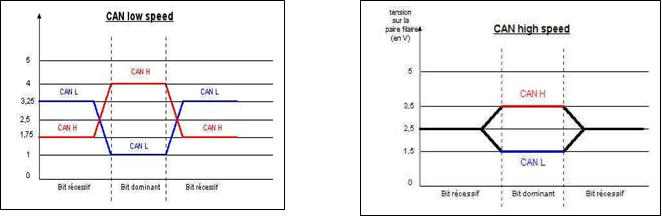 CAN low speed
5
CAN H
4
CAN L
CAN L
3,25
2,5
CAN H
CAN H
1,75
CAN L
1
0
Bit récessif
Bit dominant
Bit récessif
tension
sur la
paire filaire
(en V)
CAN high speed
5
CAN H
3,5
2,5
1,5
CAN L
0
Bit récessif
Bit dominant
Bit récessif